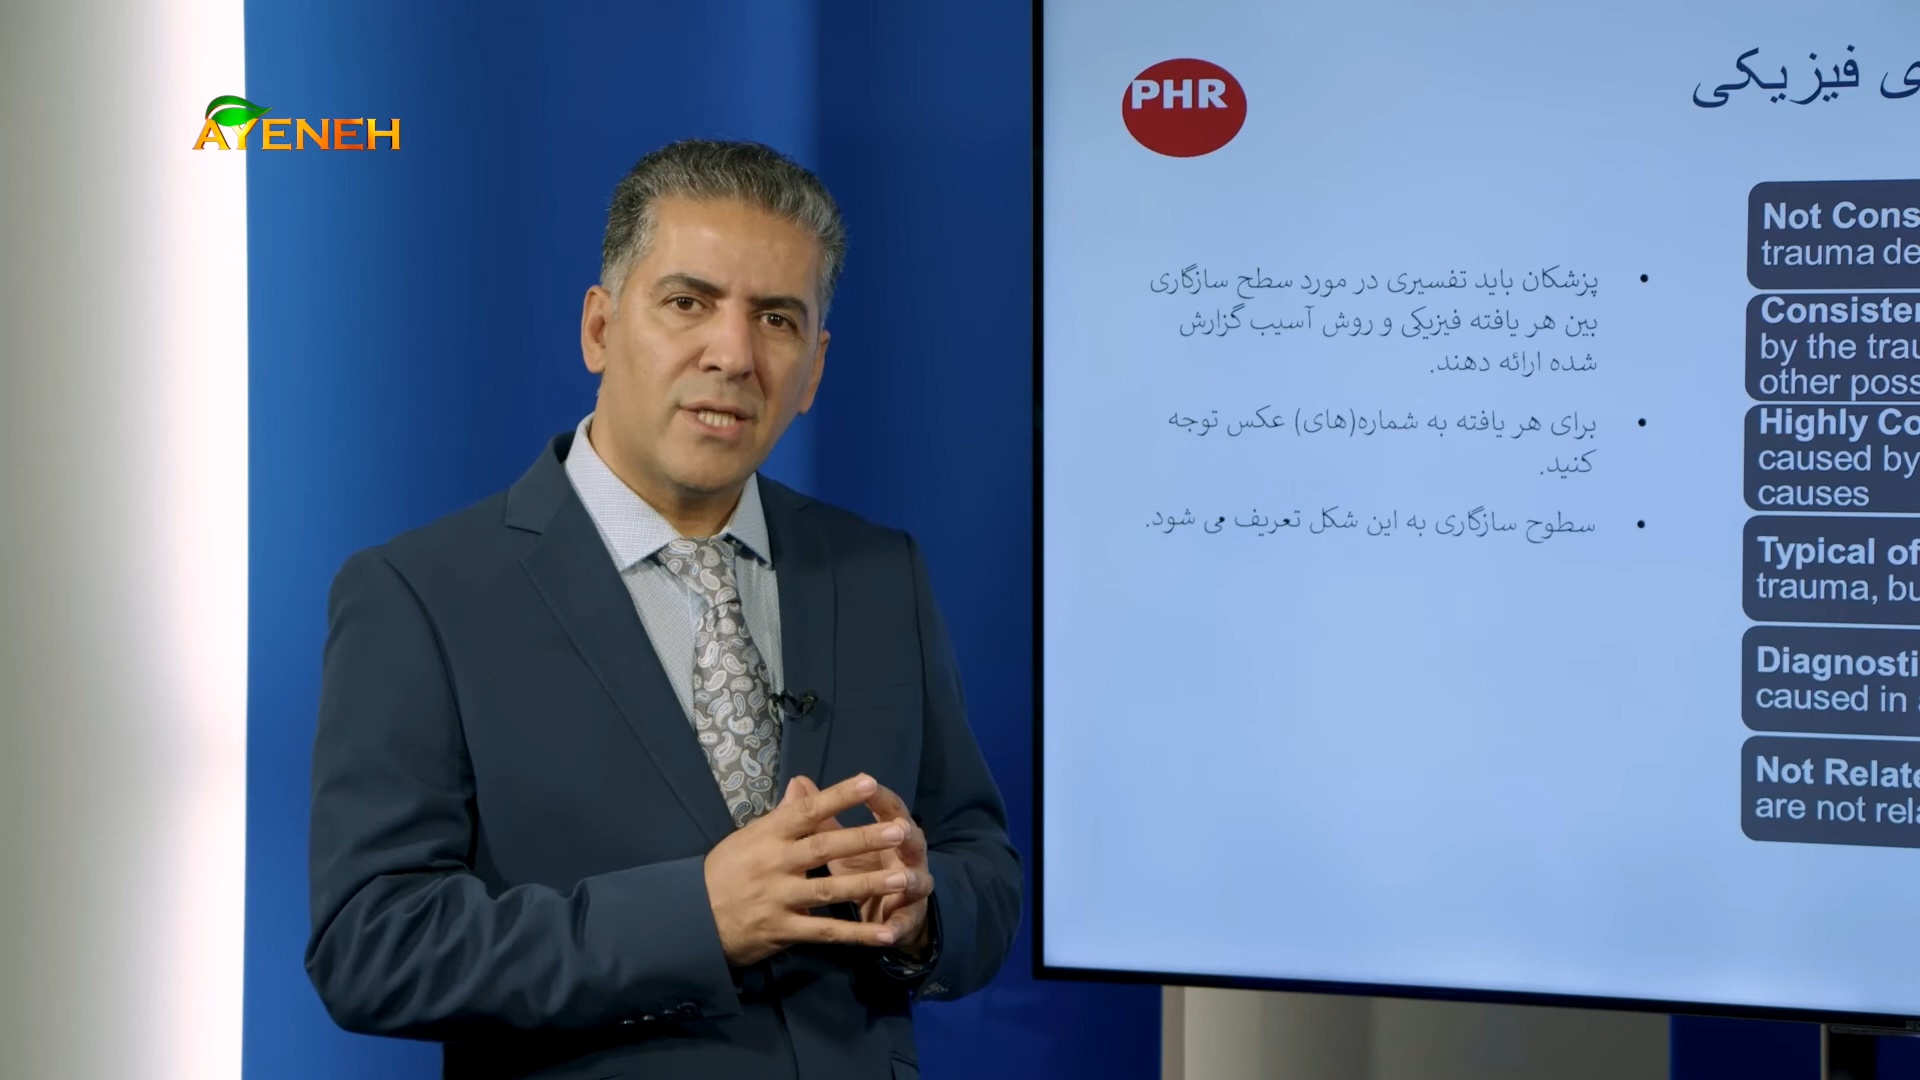 AYENEH
PHR
ی فیزیکی
پزشکان باید تفسیری در مورد سطح سازگاری
بین هر یافته فیزیکی و روش آسیب گزارش
شده ارائه دهند.
برای هر یافته به شماره(های) عکس توجه
کنید.
سطوح سازگاری به این شکل تعریف می شود.
Not Cons
trauma de
Consister
by the trau
other poss
Highly Co
caused by
causes
Typical of
trauma, bu
Diagnosti
caused in
Not Relate
are not rela